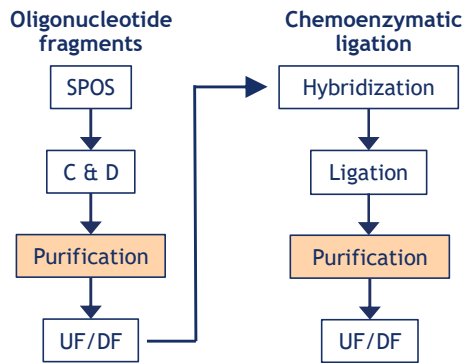 Oligonucleotide
fragments
SPOS
C & D
Purification
UF/DF
Chemoenzymatic
ligation
Hybridization
Ligation
Purification
UF/DF